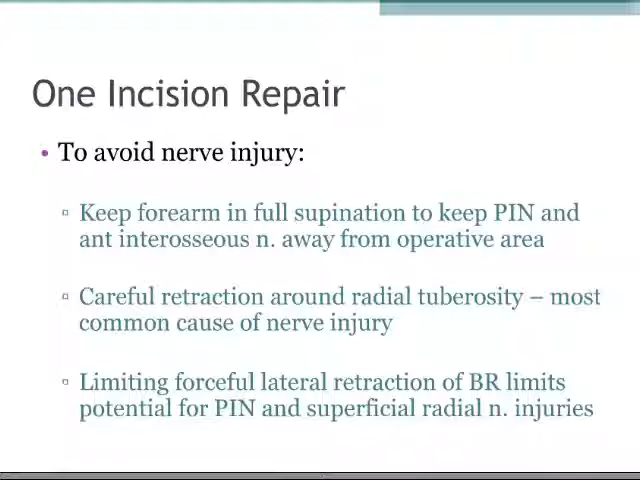 One Incision Repair
• To avoid nerve injury:
▫ Keep forearm in full supination to keep PIN and
ant interosseous n. away from operative area
▫ Careful retraction around radial tuberosity – most
common cause of nerve injury
▫ Limiting forceful lateral retraction of BR limits
potential for PIN and superficial radial n. injuries